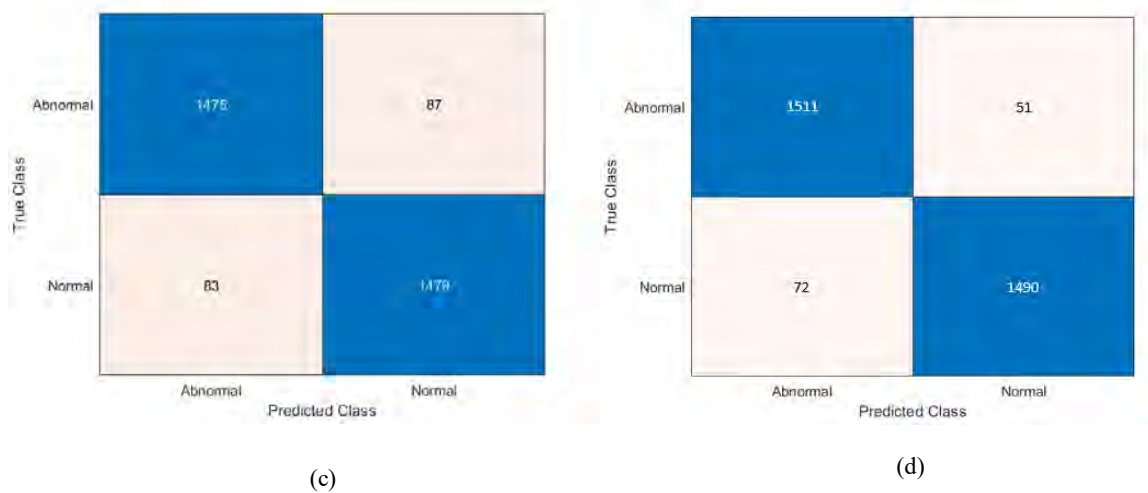 Abnormal
1475
87
True Class
Normal
83
1479
Abnormal
Normal
Predicted Class
(c)
Abnormal
1511
51
True Class
Normal
72
1490
Abnormal
Normal
Predicted Class
(d)